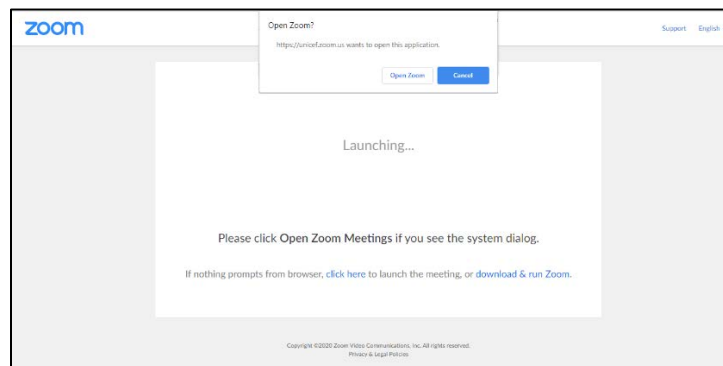 zoom
Open Zoom?
https://uniorf.zoom.us wants to open this application.
Open Zoom
Cancel
Support English
Launching...
Please click Open Zoom Meetings if you see the system dialog.
If nothing prompts from browser, click here to launch the meeting, or download & run Zoom.
Copyright ©2020 Zoom Video Communications, Inc. All rights reserved.
Privacy & Legal Policies